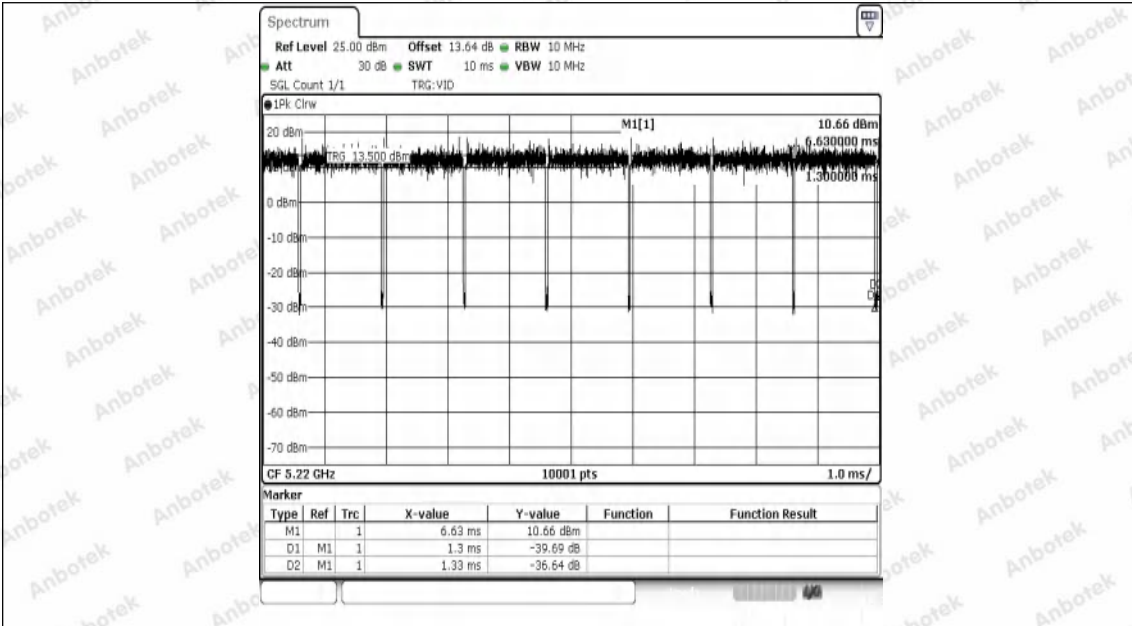 Spectrum
Ref Level 25.00 dBm Offset 13.64 dB RBW 10 MHz
Att 30 dB SWT 10 ms VBW 10 MHz
SGL Count 1/1 TRG:VID
1Pk Clrw
M1[1] 10.66 dBm
20 dBm
6.630000 ms
TRG 13.500 dBm
1.300000 ms
0 dBm
-10 dBm
-20 dBm
-30 dBm
-40 dBm
-50 dBm
-60 dBm
-70 dBm
CF 5.22 GHz 10001 pts 1.0 ms/
Marker
Type Ref Trc X-value Y-value Function Function Result
M1 1 6.63 ms 10.66 dBm
D1 M1 1 1.3 ms -39.69 dB
D2 M1 1 1.33 ms -36.64 dB
Anbotek